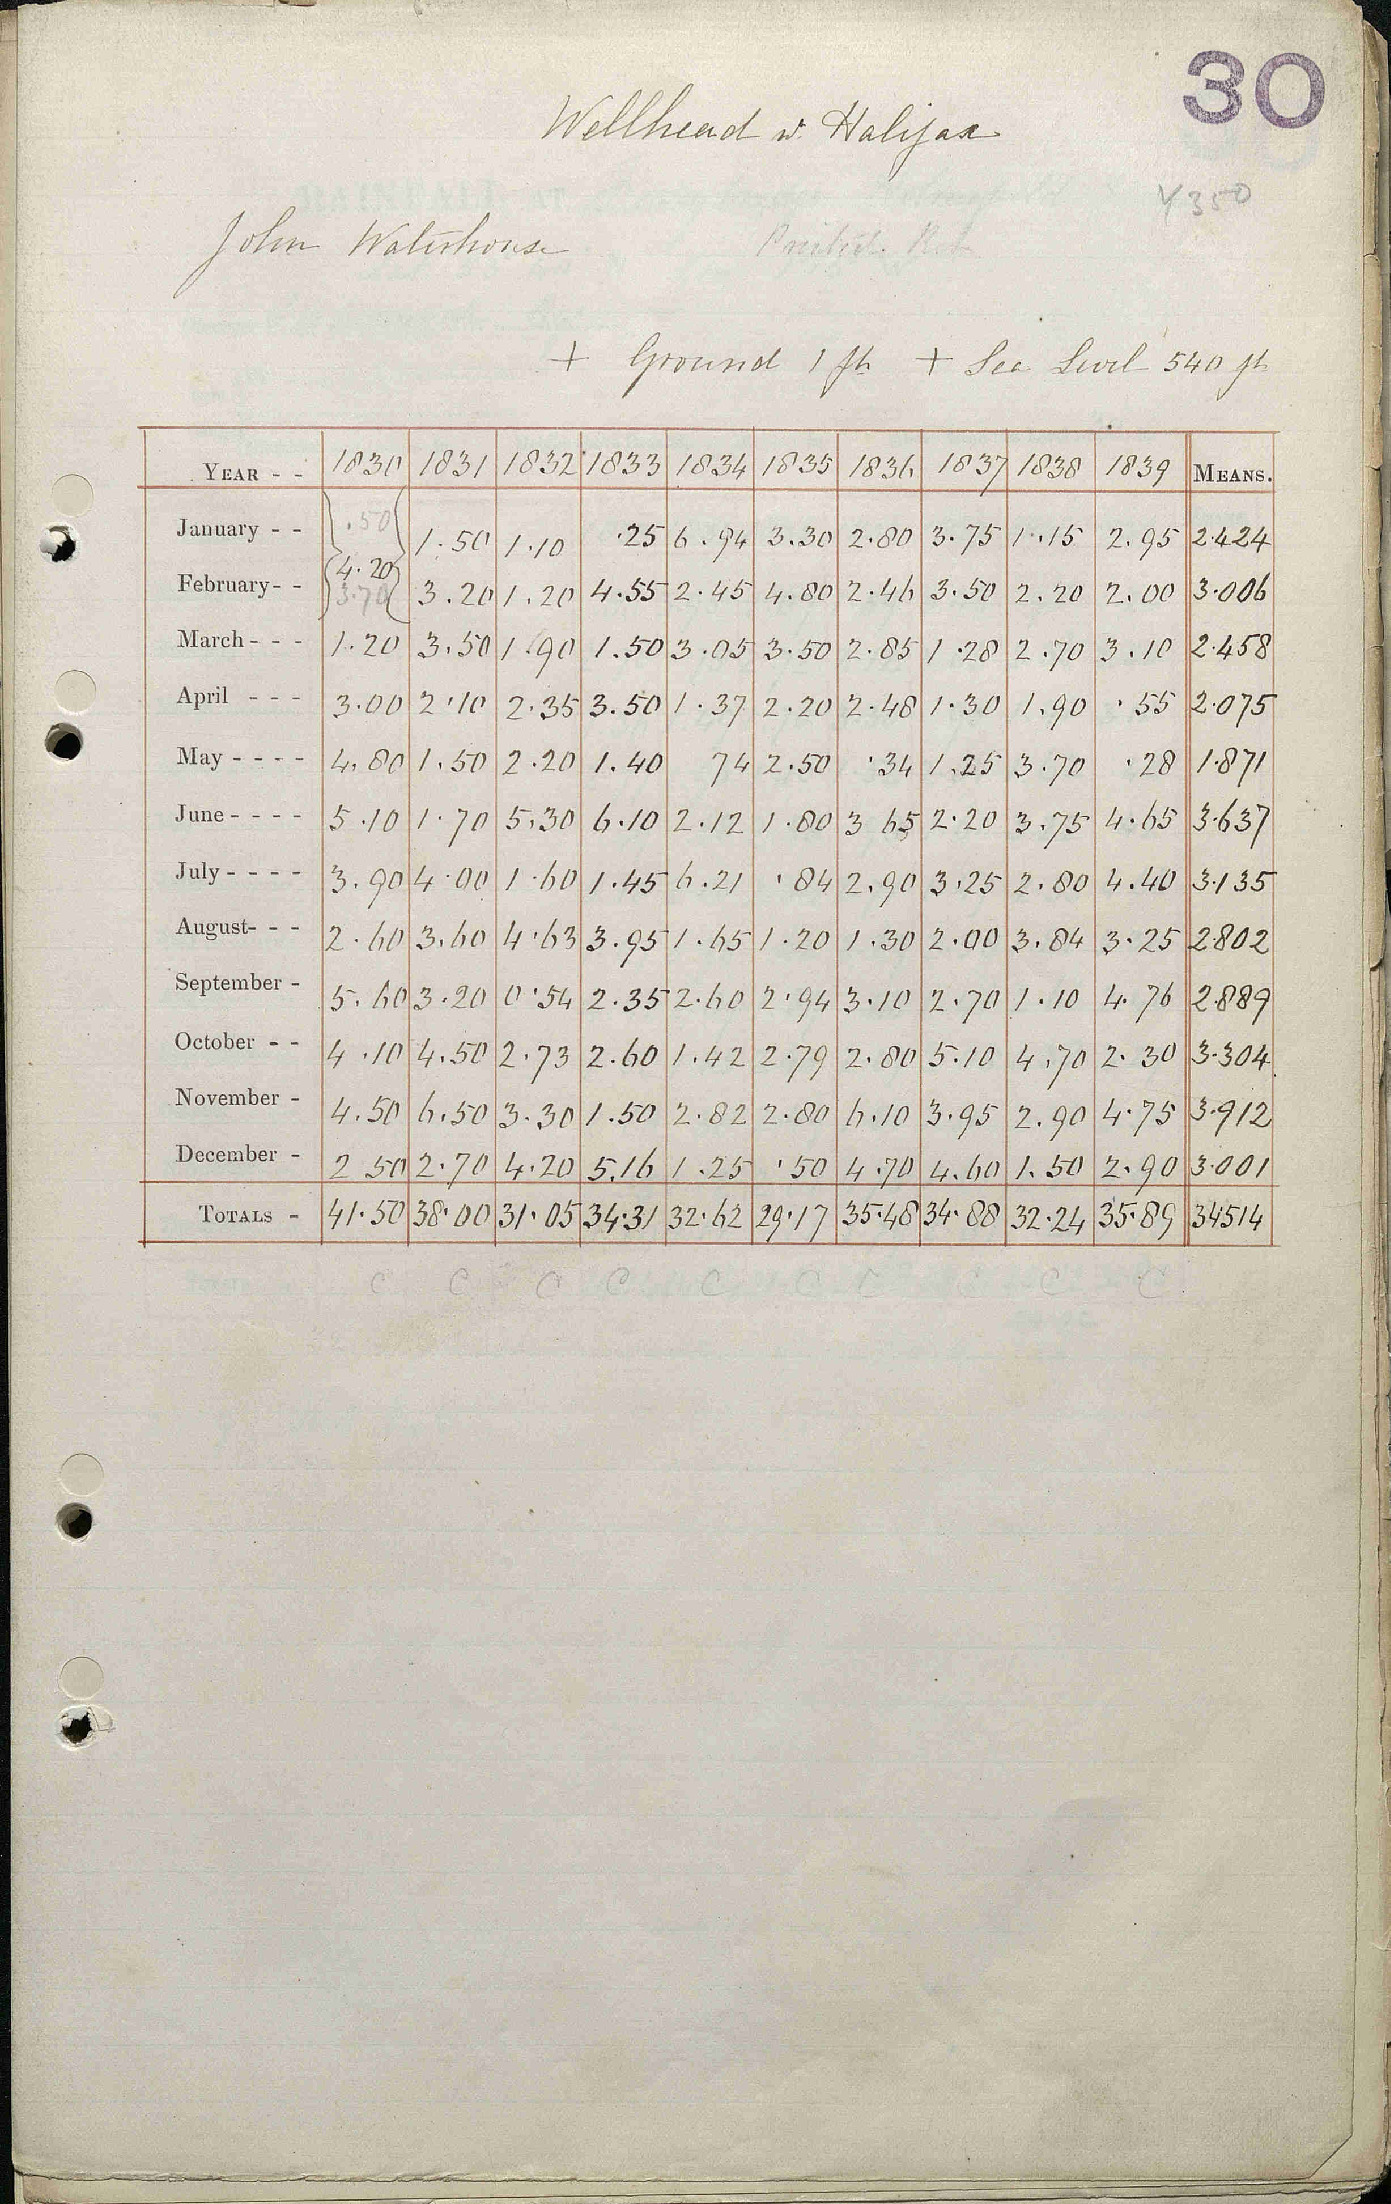 30
Wellhead w. Halifax
Y350
John Waterhouse
+ Ground 1 ft + Sea Level 540 ft
YEAR - - 1830 1831 1832 1833 1834 1835 1836 1837 1838 1839 MEANS.
January - - .50 1.50 1.10 .25 6.94 3.30 2.80 3.75 1.15 2.95 2.424
4.20
February - - 3.70 3.20 1.20 4.55 2.45 4.80 2.46 3.50 2.20 2.00 3.006
March - - - 1.20 3.50 1.90 1.50 3.05 3.50 2.85 1.28 2.70 3.10 2.458
April - - - 3.00 2.10 2.35 3.50 1.37 2.20 2.48 1.30 1.90 .55 2.075
May - - - - 4.80 1.50 2.20 1.40 74 2.50 .34 1.25 3.70 .28 1.871
June - - - - 5.10 1.70 5.30 6.10 2.12 1.80 3 65 2.20 3.75 4.65 3.637
July - - - - 3.90 4.00 1.60 1.45 6.21 .84 2.90 3.25 2.80 4.40 3.135
August - - - 2.60 3.60 4.63 3.95 1.65 1.20 1.30 2.00 3.84 3.25 2.802
September - 5.60 3.20 0.54 2.35 2.60 2.94 3.10 2.70 1.10 4.76 2.889
October - - 4.10 4.50 2.73 2.60 1.42 2.79 2.80 5.10 4.70 2.30 3.304
November - 4.50 6.50 3.30 1.50 2.82 2.80 6.10 3.95 2.90 4.75 3.912
December - 2 50 2.70 4.20 5.16 1.25 .50 4.70 4.60 1.50 2.90 3.001
TOTALS - 41.50 38.00 31.05 34.31 32.62 29.17 35.48 34.88 32.24 35.89 34514
C C C C C C C C C C